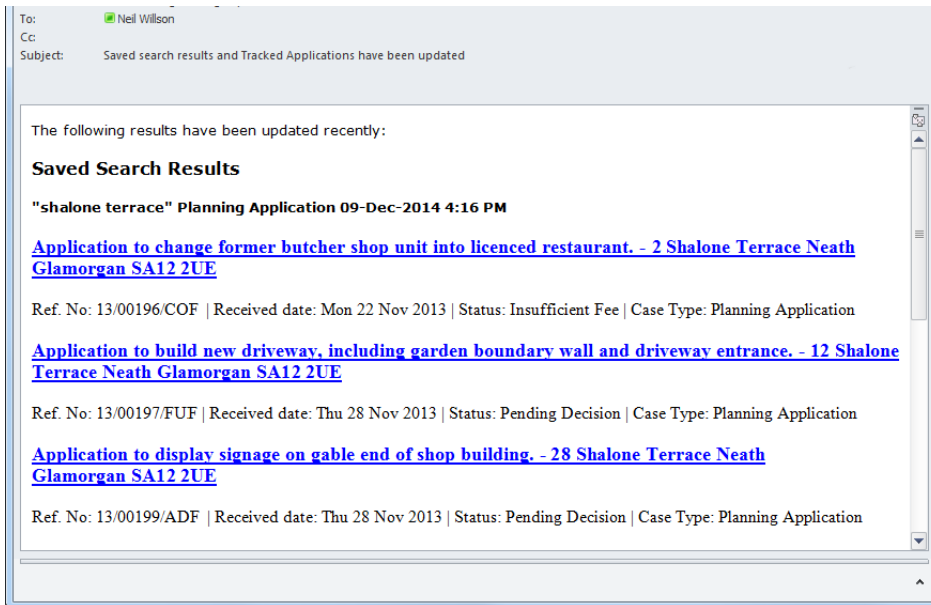 To: Neil Willson
Cc:
Subject: Saved search results and Tracked Applications have been updated
The following results have been updated recently:
Saved Search Results
"shalone terrace" Planning Application 09-Dec-2014 4:16 PM
Application to change former butcher shop unit into licenced restaurant. - 2 Shalone Terrace Neath
Glamorgan SA12 2UE
Ref. No: 13/00196/COF | Received date: Mon 22 Nov 2013 | Status: Insufficient Fee | Case Type: Planning Application
Application to build new driveway, including garden boundary wall and driveway entrance. - 12 Shalone
Terrace Neath Glamorgan SA12 2UE
Ref. No: 13/00197/FUF | Received date: Thu 28 Nov 2013 | Status: Pending Decision | Case Type: Planning Application
Application to display signage on gable end of shop building. - 28 Shalone Terrace Neath
Glamorgan SA12 2UE
Ref. No: 13/00199/ADF | Received date: Thu 28 Nov 2013 | Status: Pending Decision | Case Type: Planning Application